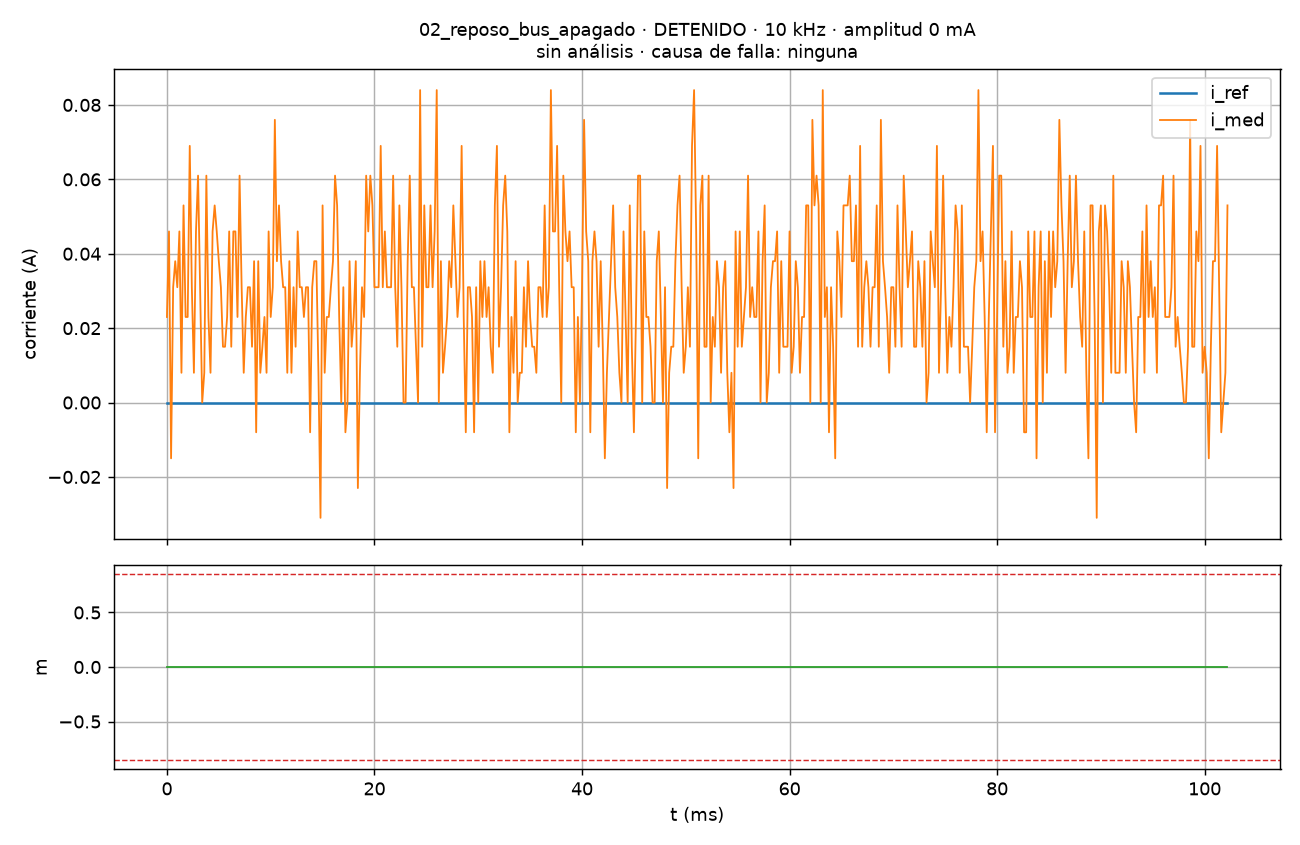 02_reposo_bus_apagado · DETENIDO · 10 kHz · amplitud 0 mA
sin análisis · causa de falla: ninguna
i_ref
i_med
corriente (A)
0.08
0.06
0.04
0.02
0.00
−0.02
m
0.5
0.0
−0.5
0
20
40
60
80
100
t (ms)